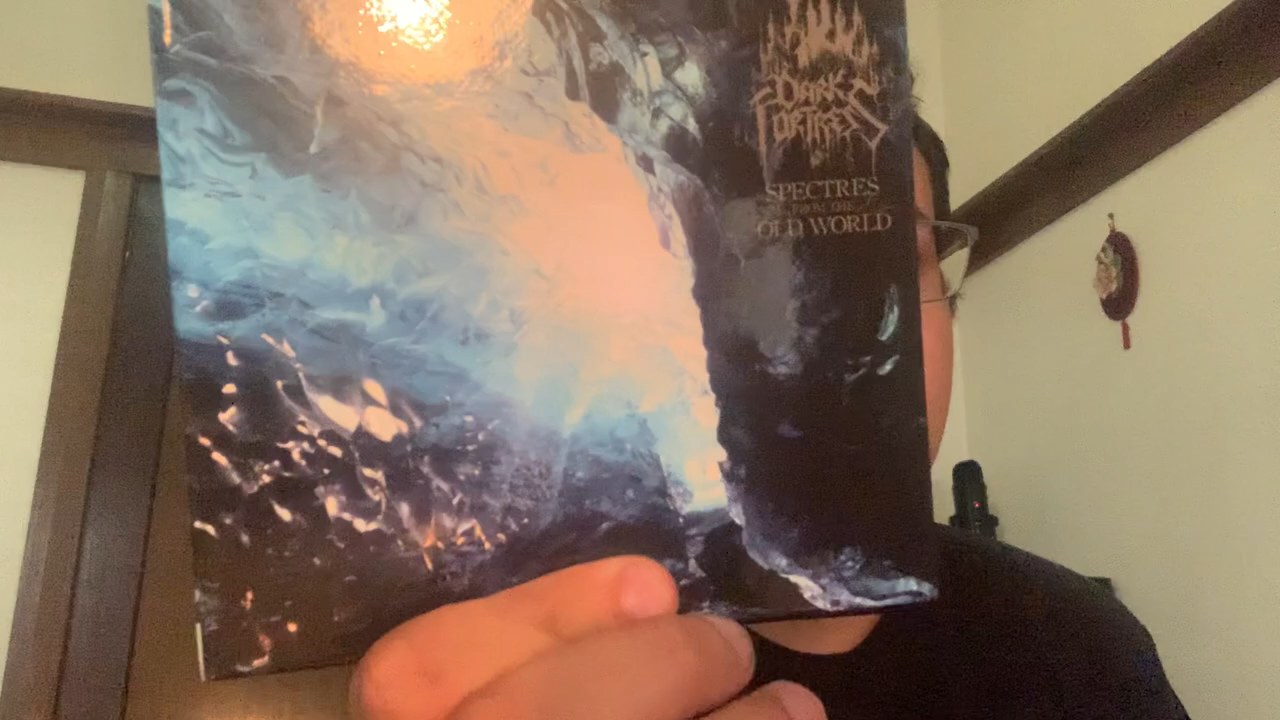 DARK
FORTRESS
SPECTRES
FROM THE
OLD WORLD